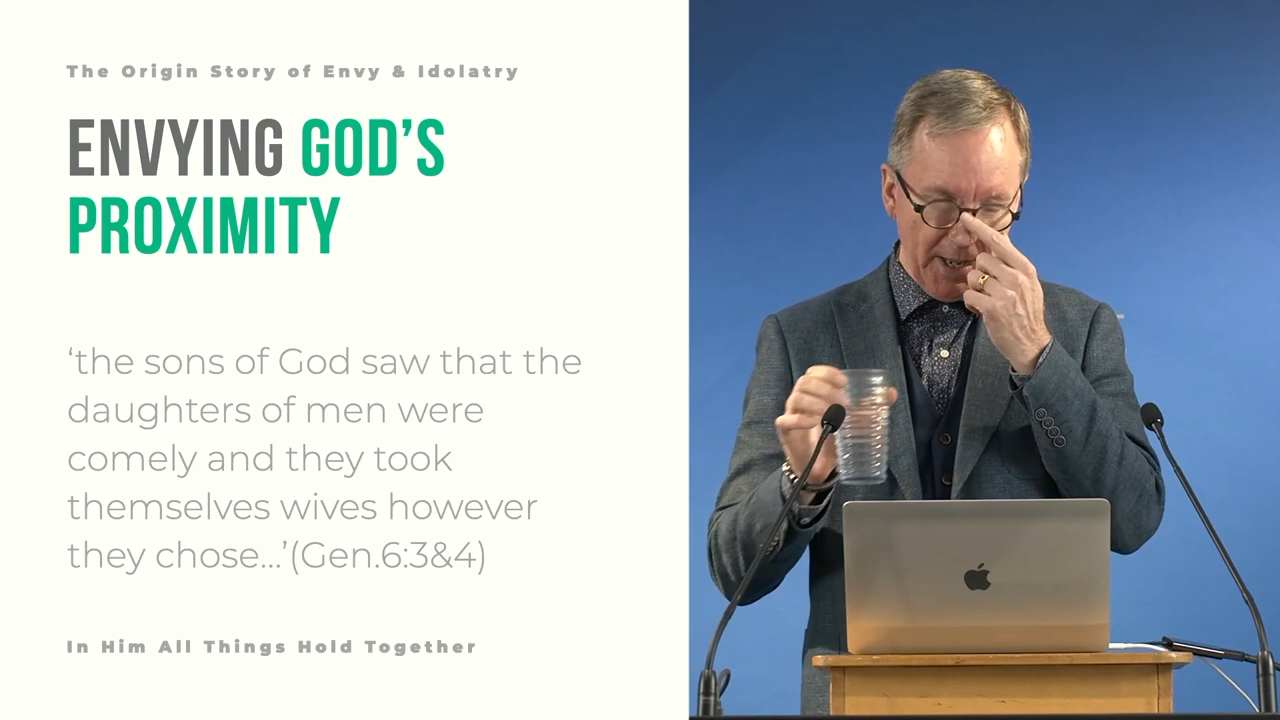 The Origin Story of Envy & Idolatry
ENVYING GOD'S
PROXIMITY
‘the sons of God saw that the
daughters of men were
comely and they took
themselves wives however
they chose...’(Gen.6:3&4)
In Him All Things Hold Together